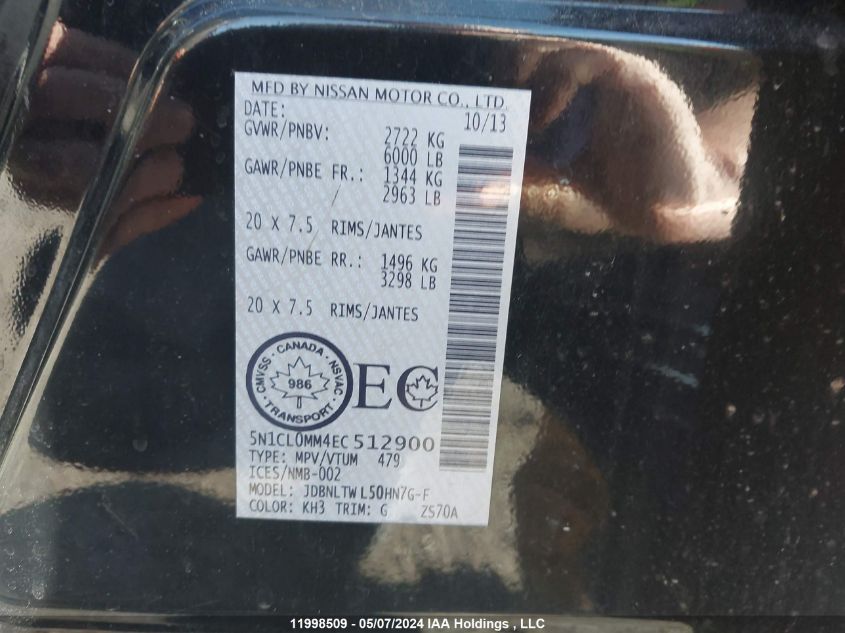 MFD BY NISSAN MOTOR CO., LTD.
DATE: 10/13
GVWR/PNBV: 2722 KG
6000 LB
GAWR/PNBE FR.: 1344 KG
2963 LB
20 X 7.5 RIMS/JANTES
GAWR/PNBE RR.: 1496 KG
3298 LB
20 X 7.5 RIMS/JANTES
CMVSS · CANADA · NSVAC
986
· TRANSPORT ·
EC
5N1CL0MM4EC512900
TYPE: MPV/VTUM 479
ICES/NMB-002
MODEL: JDBNLTW L50HN7G-F
COLOR: KH3 TRIM: G ZS70A
11998509 - 05/07/2024 IAA Holdings , LLC